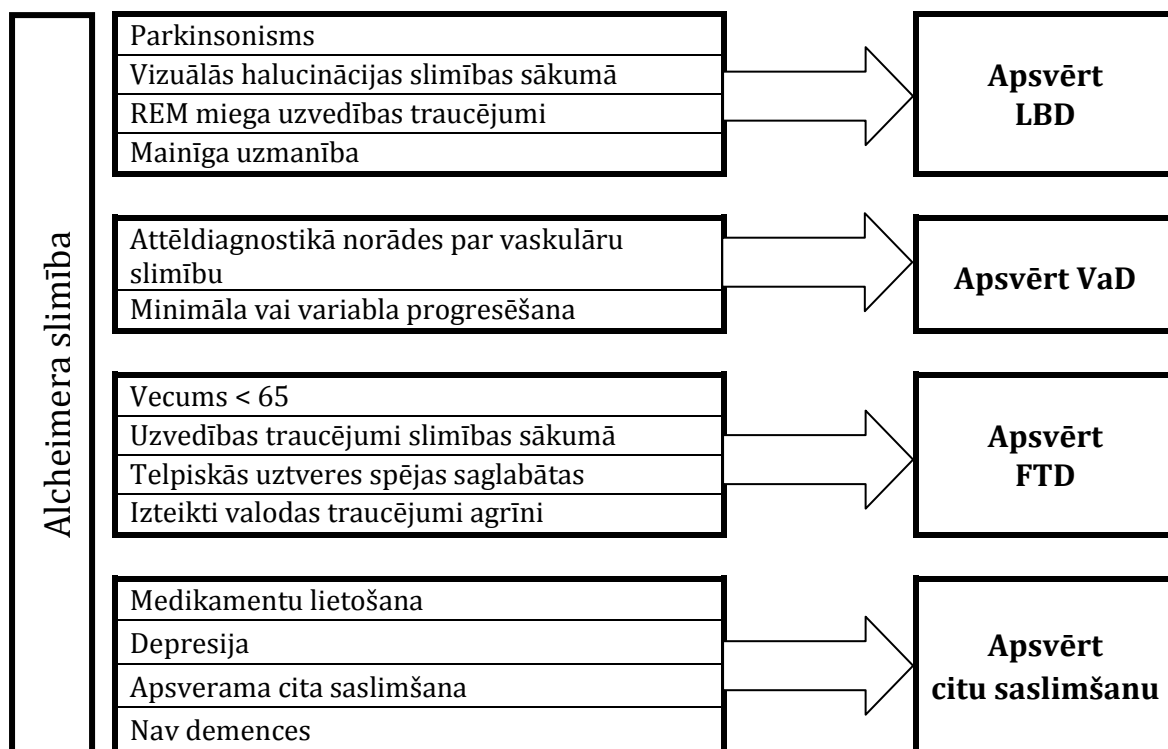 Alcheimera slimība
Parkinsonisms
Vizuālās halucinācijas slimības sākumā
REM miega uzvedības traucējumi
Mainīga uzmanība
Apsvērt
LBD
Attēldiagnostikā norādes par vaskulāru
slimību
Minimāla vai variabla progresēšana
Apsvērt VaD
Vecums < 65
Uzvedības traucējumi slimības sākumā
Telpiskās uztveres spējas saglabātas
Izteikti valodas traucējumi agrīni
Apsvērt
FTD
Medikamentu lietošana
Depresija
Apsverama cita saslimšana
Nav demences
Apsvērt
citu saslimšanu